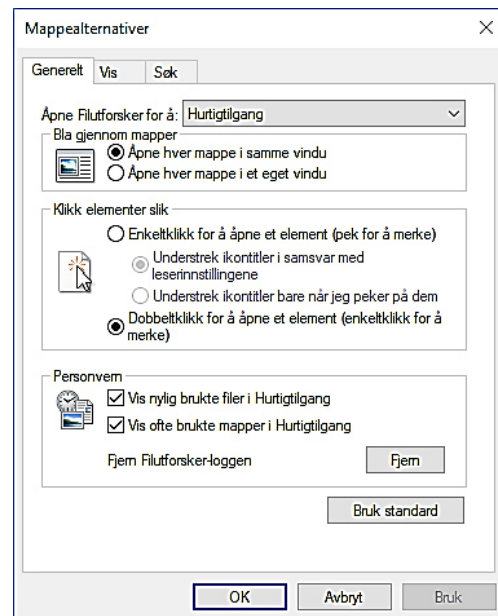 Mappealternativer
Generelt Vis Søk
Åpne Filutforsker for å: Hurtigtilgang
Bla gjennom mapper
Åpne hver mappe i samme vindu
Åpne hver mappe i et eget vindu
Klikk elementer slik
Enkeltklikk for å åpne et element (pek for å merke)
Understrek ikontitler i samsvar med
leserinnstillingene
Understrek ikontitler bare når jeg peker på dem
Dobbeltklikk for å åpne et element (enkeltklikk for å
merke)
Personvern
Vis nylig brukte filer i Hurtigtilgang
Vis ofte brukte mapper i Hurtigtilgang
Fjern Filutforsker-loggen Fjern
Bruk standard
OK Avbryt Bruk